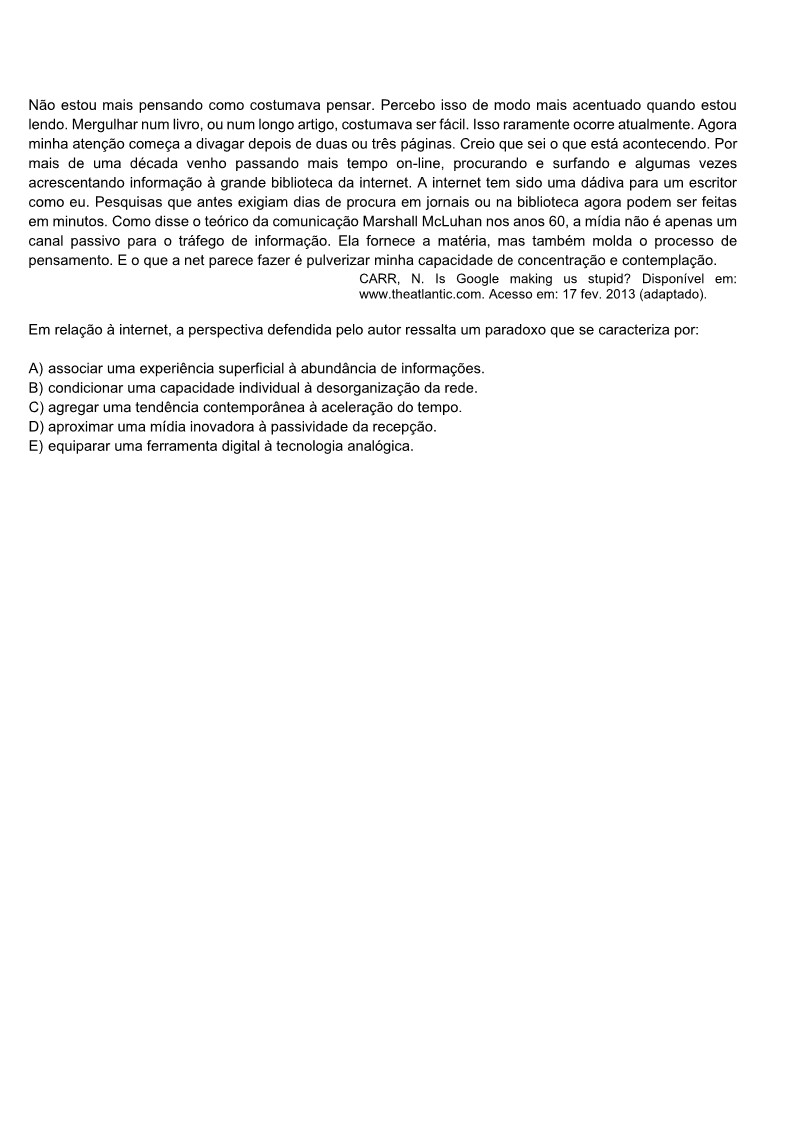 Não estou mais pensando como costumava pensar. Percebo isso de modo mais acentuado quando estou
lendo. Mergulhar num livro, ou num longo artigo, costumava ser fácil. Isso raramente ocorre atualmente. Agora
minha atenção começa a divagar depois de duas ou três páginas. Creio que sei o que está acontecendo. Por
mais de uma década venho passando mais tempo on-line, procurando e surfando e algumas vezes
acrescentando informação à grande biblioteca da internet. A internet tem sido uma dádiva para um escritor
como eu. Pesquisas que antes exigiam dias de procura em jornais ou na biblioteca agora podem ser feitas
em minutos. Como disse o teórico da comunicação Marshall McLuhan nos anos 60, a mídia não é apenas um
canal passivo para o tráfego de informação. Ela fornece a matéria, mas também molda o processo de
pensamento. E o que a net parece fazer é pulverizar minha capacidade de concentração e contemplação.
CARR, N. Is Google making us stupid? Disponível em:
www.theatlantic.com. Acesso em: 17 fev. 2013 (adaptado).
Em relação à internet, a perspectiva defendida pelo autor ressalta um paradoxo que se caracteriza por:
A) associar uma experiência superficial à abundância de informações.
B) condicionar uma capacidade individual à desorganização da rede.
C) agregar uma tendência contemporânea à aceleração do tempo.
D) aproximar uma mídia inovadora à passividade da recepção.
E) equiparar uma ferramenta digital à tecnologia analógica.